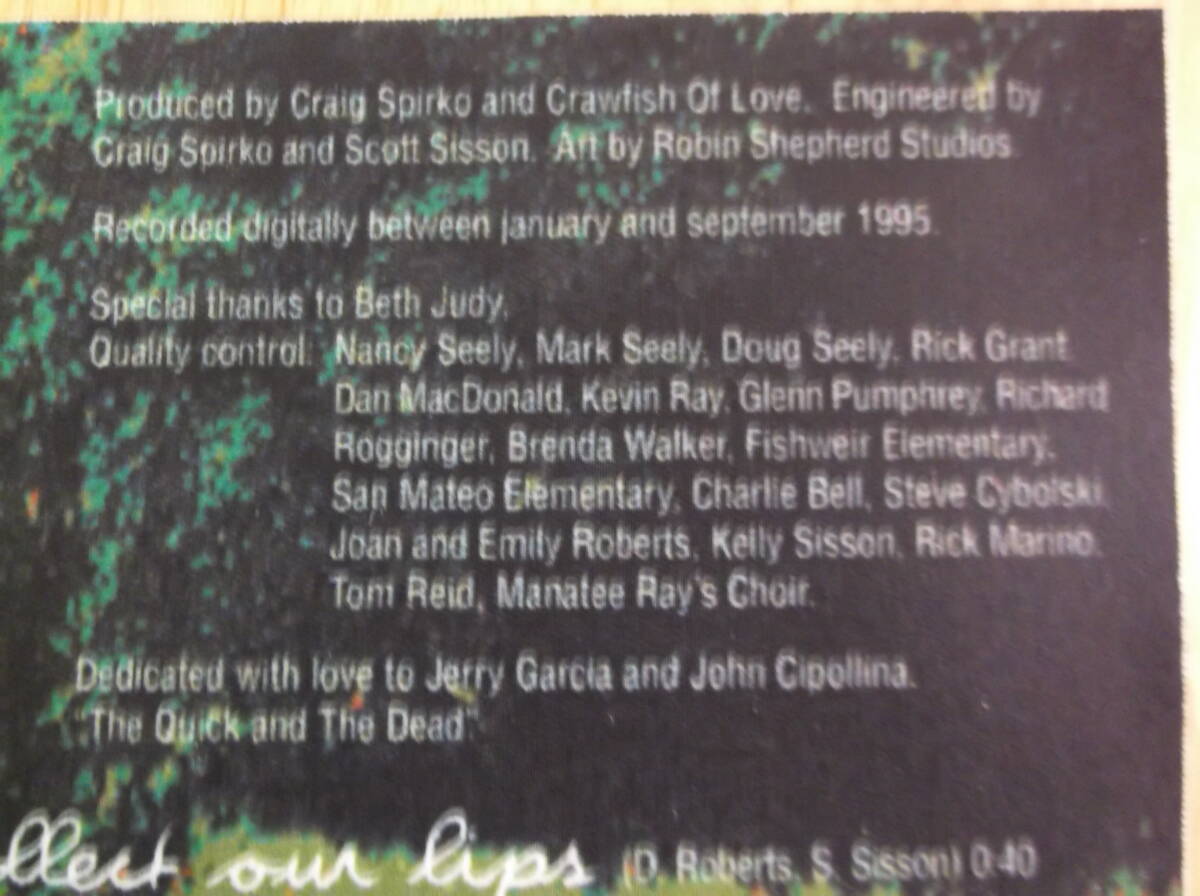 Produced by Craig Spirko and Crawfish Of Love. Engineered by
Craig Spirko and Scott Sisson. Art by Robin Shepherd Studios.
Recorded digitally between january and september 1995.
Special thanks to Beth Judy.
Quality control: Nancy Seely, Mark Seely, Doug Seely, Rick Grant
Dan MacDonald, Kevin Ray, Glenn Pumphrey, Richard
Rogginger, Brenda Walker, Fishweir Elementary,
San Mateo Elementary, Charlie Bell, Steve Cybolski,
Joan and Emily Roberts, Kelly Sisson, Rick Marino,
Tom Reid, Manatee Ray's Choir.
Dedicated with love to Jerry Garcia and John Cipollina.
"The Quick and The Dead"
llect our lips (D. Roberts, S. Sisson) 0:40